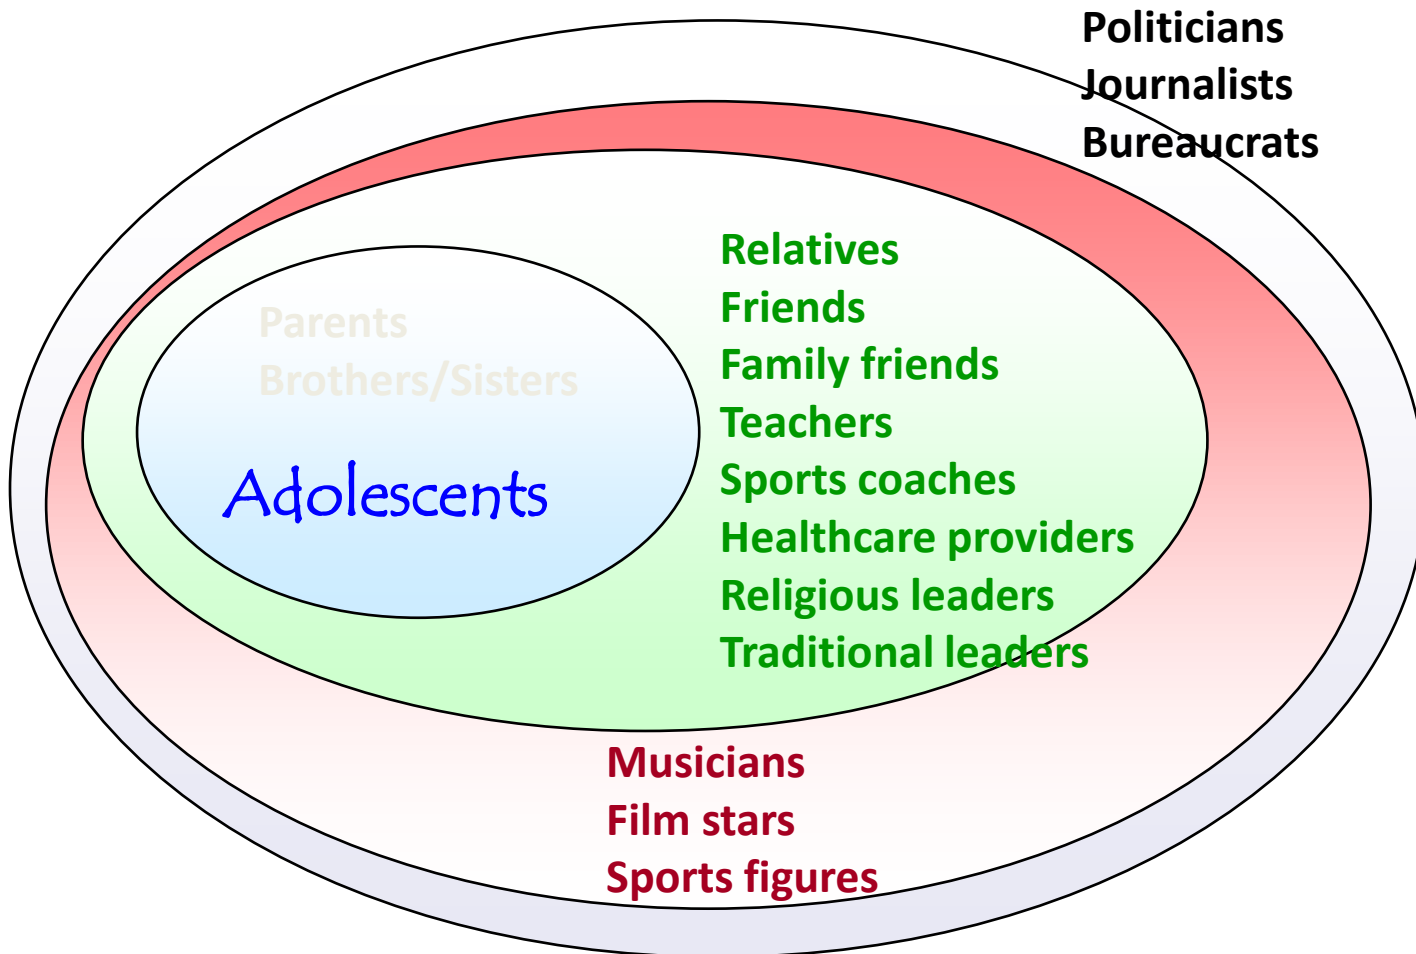 Politicians
Journalists
Bureaucrats
Relatives
Friends
Family friends
Teachers
Sports coaches
Healthcare providers
Religious leaders
Traditional leaders
Parents
Brothers/Sisters
Adolescents
Musicians
Film stars
Sports figures